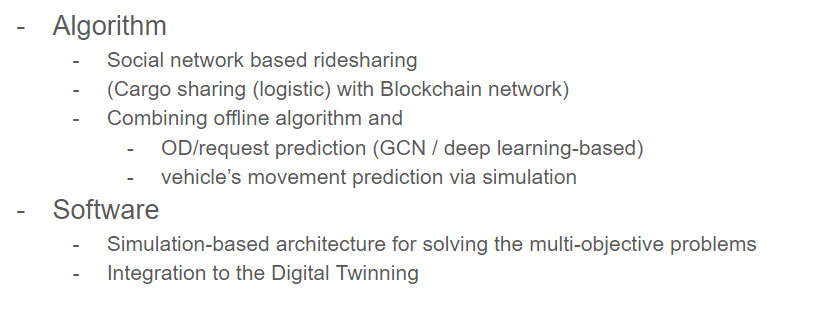 - Algorithm
- Social network based ridesharing
- (Cargo sharing (logistic) with Blockchain network)
- Combining offline algorithm and
- OD/request prediction (GCN / deep learning-based)
- vehicle’s movement prediction via simulation
- Software
- Simulation-based architecture for solving the multi-objective problems
- Integration to the Digital Twinning